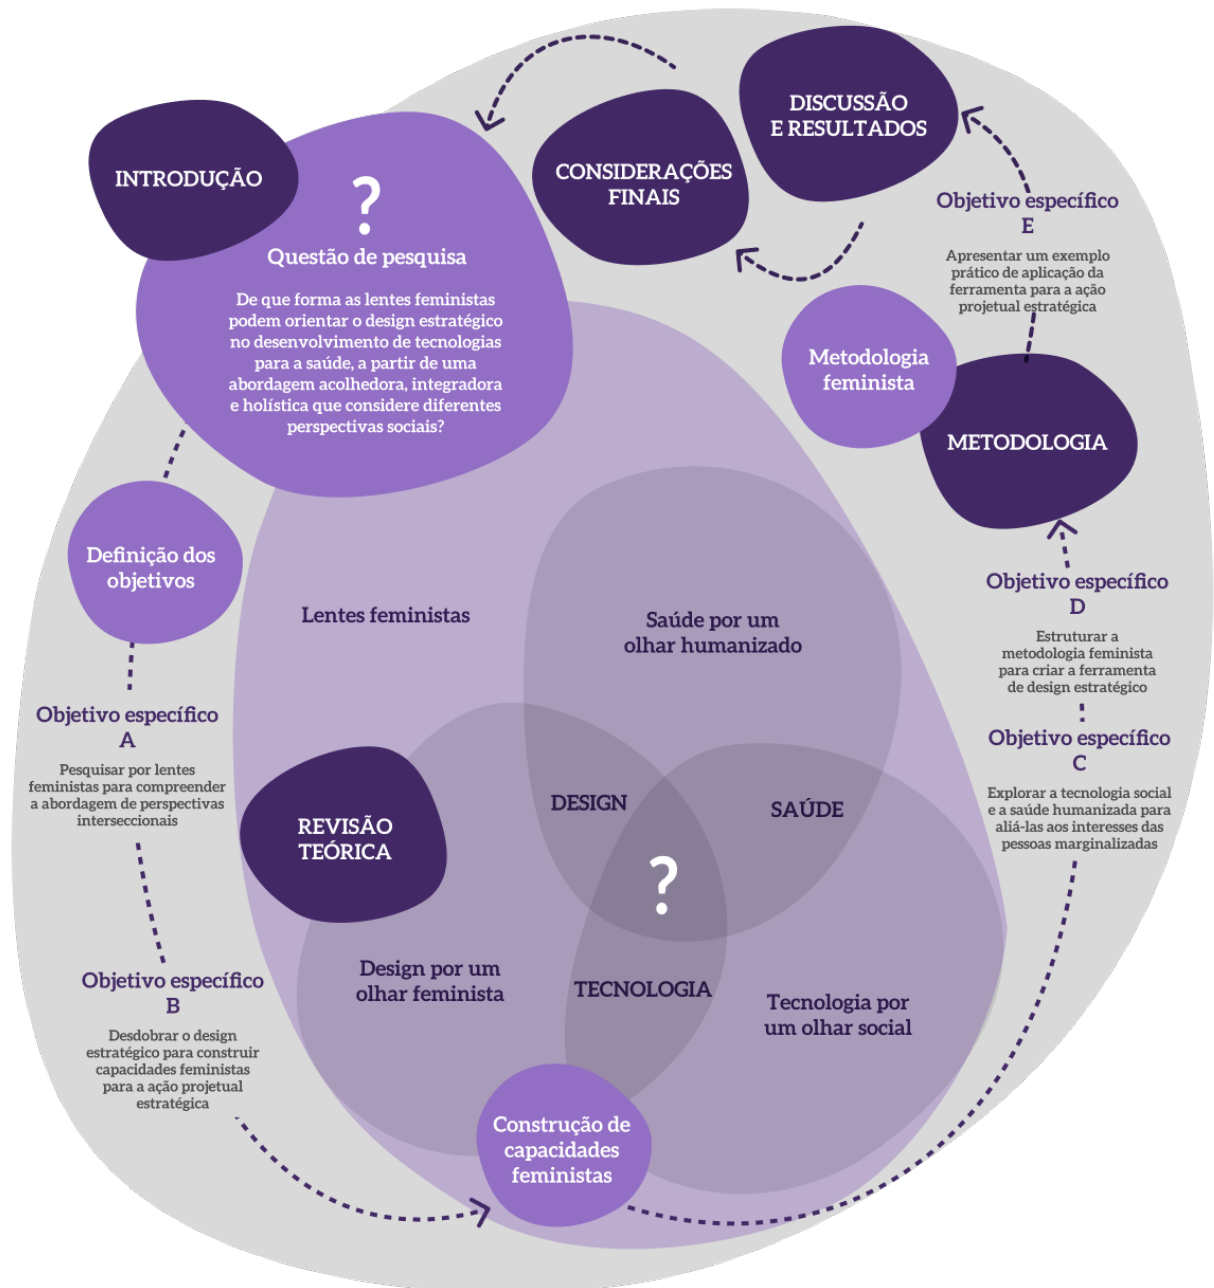 INTRODUÇÃO
?
Questão de pesquisa
De que forma as lentes feministas
podem orientar o design estratégico
no desenvolvimento de tecnologias
para a saúde, a partir de uma
abordagem acolhedora, integradora
e holística que considere diferentes
perspectivas sociais?
Definição dos
objetivos
Objetivo específico
A
Pesquisar por lentes
feministas para compreender
a abordagem de perspectivas
interseccionais
Objetivo específico
B
Desdobrar o design
estratégico para construir
capacidades feministas
para a ação projetual
estratégica
REVISÃO
TEÓRICA
Lentes feministas
Saúde por um
olhar humanizado
DESIGN
SAÚDE
?
TECNOLOGIA
Design por um
olhar feminista
Tecnologia por
um olhar social
Construção de
capacidades
feministas
Objetivo específico
C
Explorar a tecnologia social
e a saúde humanizada para
aliá-las aos interesses das
pessoas marginalizadas
Objetivo específico
D
Estruturar a
metodologia feminista
para criar a ferramenta
de design estratégico
METODOLOGIA
Metodologia
feminista
Objetivo específico
E
Apresentar um exemplo
prático de aplicação da
ferramenta para a ação
projetual estratégica
DISCUSSÃO
E RESULTADOS
CONSIDERAÇÕES
FINAIS